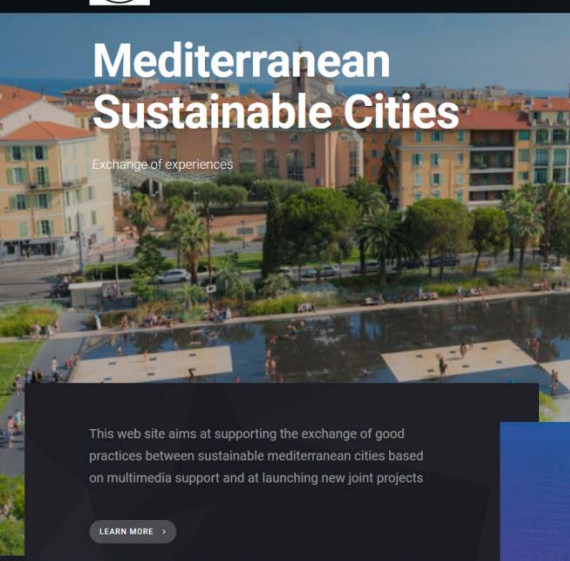 Mediterranean
Sustainable Cities
Exchange of experiences
This web site aims at supporting the exchange of good
practices between sustainable mediterranean cities based
on multimedia support and at launching new joint projects
LEARN MORE >